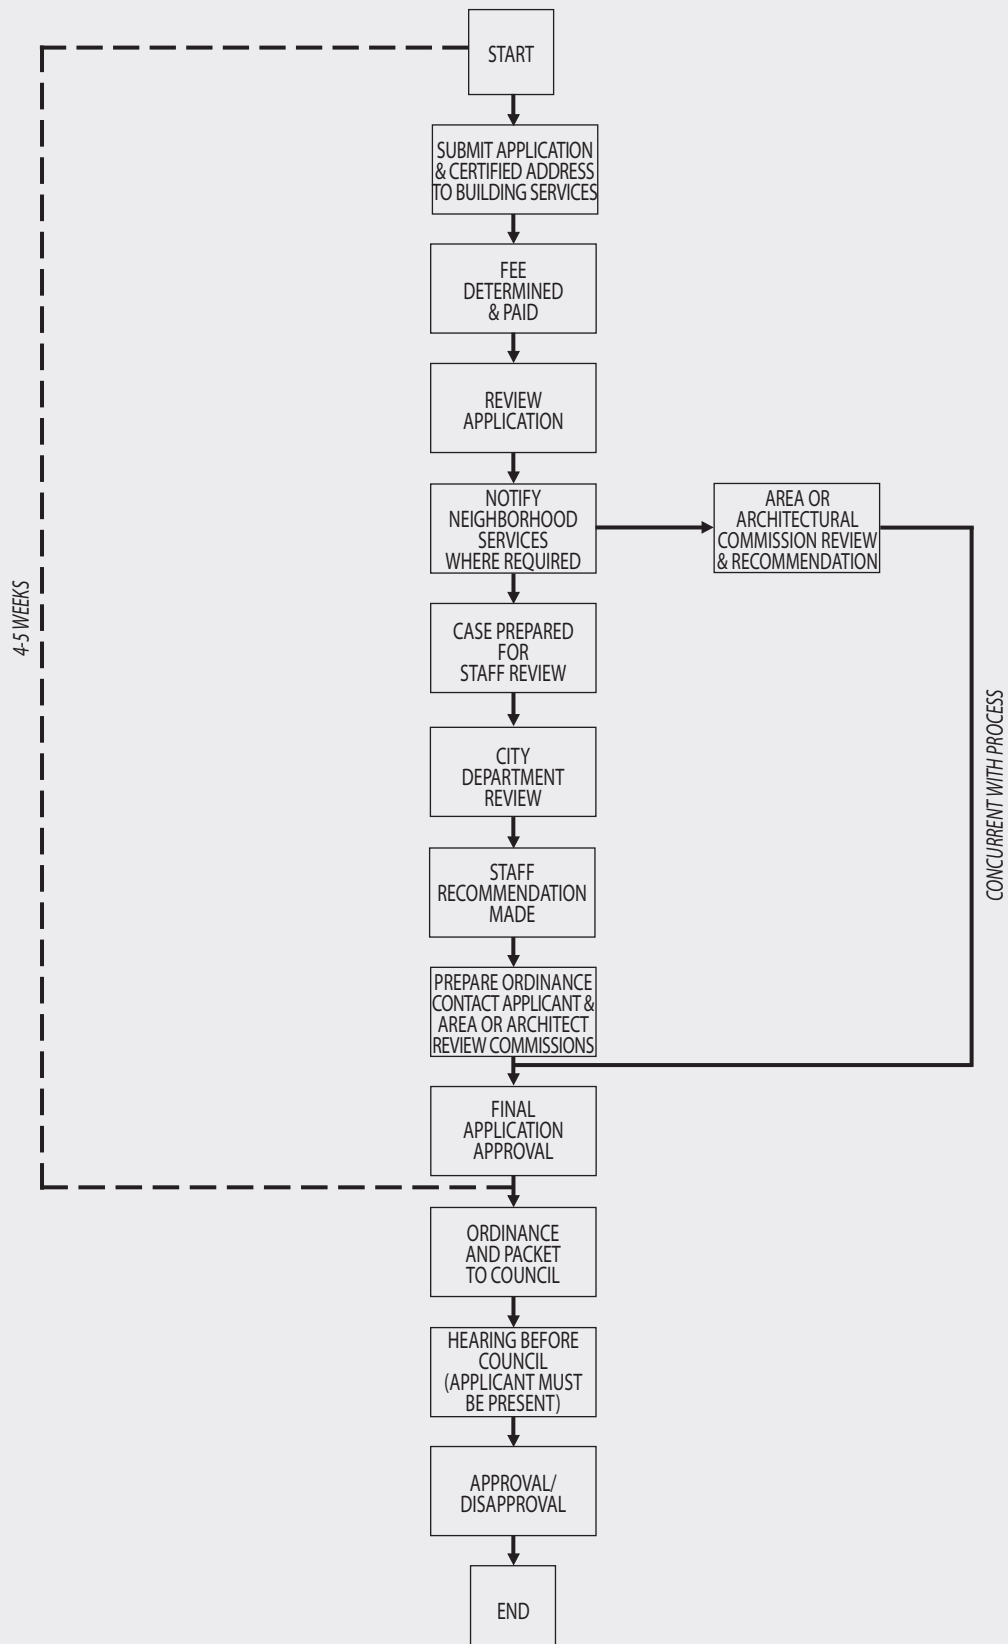 START
SUBMIT APPLICATION
& CERTIFIED ADDRESS
TO BUILDING SERVICES
FEE
DETERMINED
& PAID
REVIEW
APPLICATION
NOTIFY
NEIGHBORHOOD
SERVICES
WHERE REQUIRED
AREA OR
ARCHITECTURAL
COMMISSION REVIEW
& RECOMMENDATION
4-5 WEEKS
CASE PREPARED
FOR
STAFF REVIEW
CONCURRENT WITH PROCESS
CITY
DEPARTMENT
REVIEW
STAFF
RECOMMENDATION
MADE
PREPARE ORDINANCE
CONTACT APPLICANT &
AREA OR ARCHITECT
REVIEW COMMISSIONS
FINAL
APPLICATION
APPROVAL
ORDINANCE
AND PACKET
TO COUNCIL
HEARING BEFORE
COUNCIL
(APPLICANT MUST
BE PRESENT)
APPROVAL/
DISAPPROVAL
END